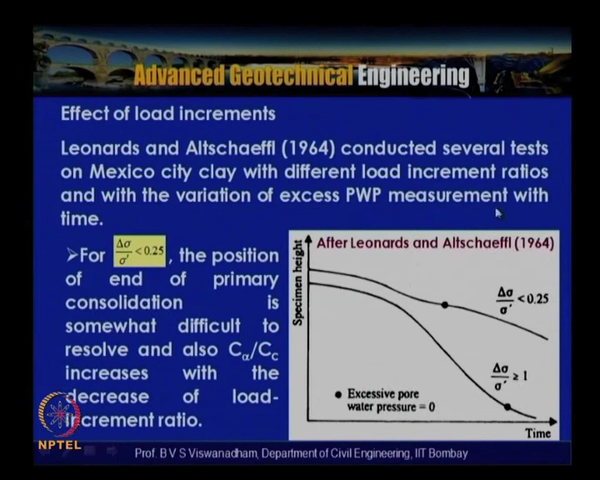 Advanced Geotechnical Engineering
Effect of load increments
Leonards and Altschaeffl (1964) conducted several tests
on Mexico city clay with different load increment ratios
and with the variation of excess PWP measurement with
time.
➢For Δσ/σ′ < 0.25 , the position
of end of primary
consolidation is
somewhat difficult to
resolve and also Cα/Cc
increases with the
decrease of load-
increment ratio.
After Leonards and Altschaeffl (1964)
Specimen height
Δσ/σ′ < 0.25
Δσ/σ′ ≥ 1
• Excessive pore
water pressure = 0
Time
NPTEL
Prof. B V S Viswanadham, Department of Civil Engineering, IIT Bombay